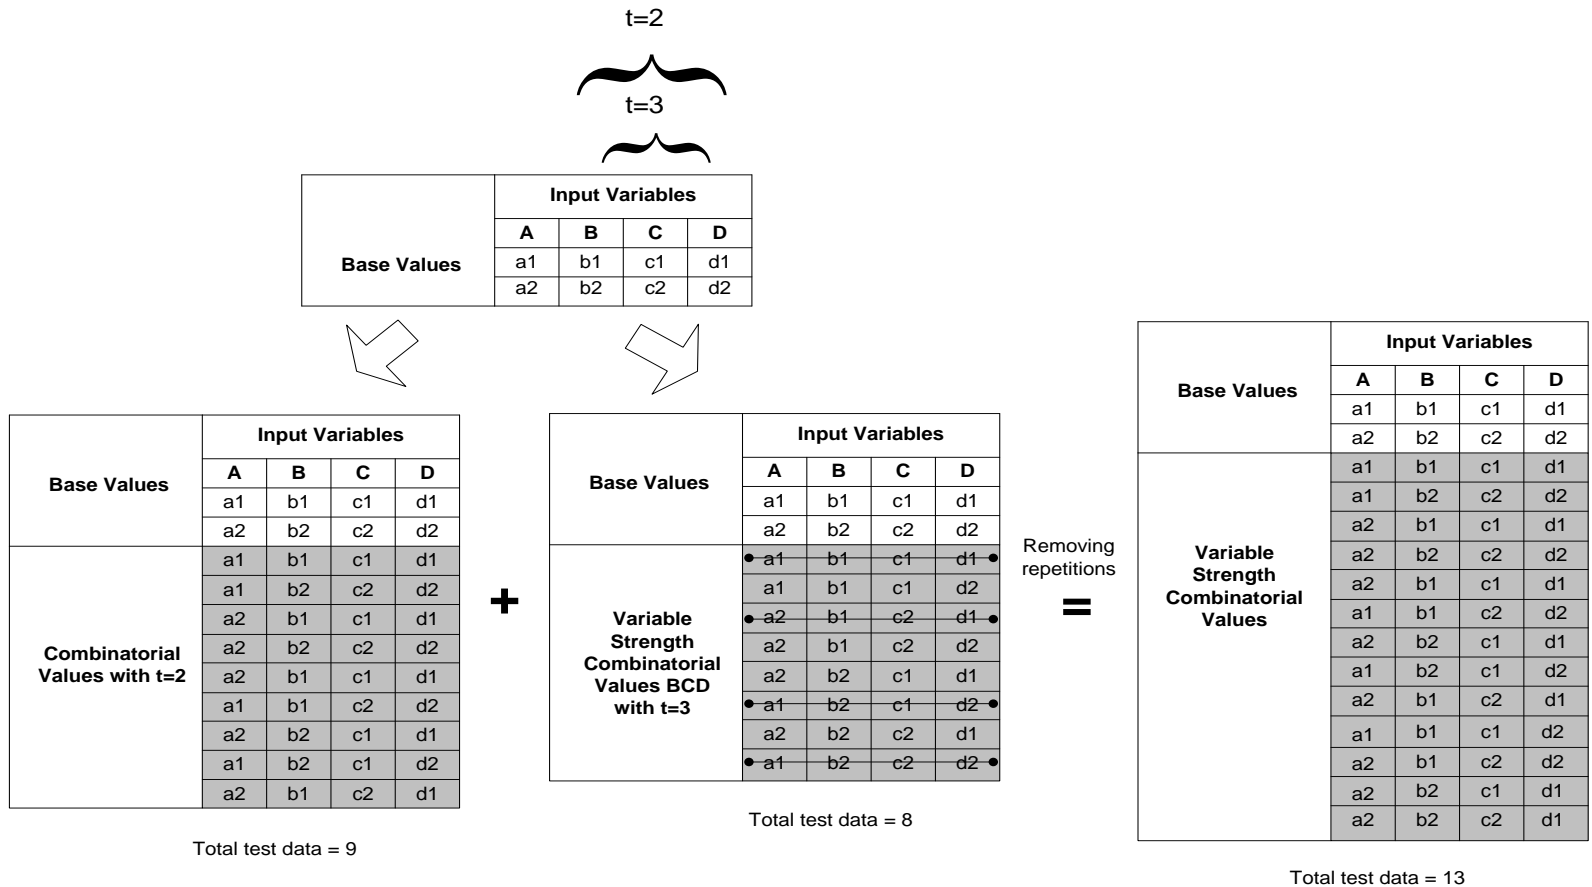 t=2
t=3
Input Variables
A B C D
Base Values
a1 b1 c1 d1
a2 b2 c2 d2
Input Variables
Base Values
A B C D
a1 b1 c1 d1
a2 b2 c2 d2
Combinatorial
Values with t=2
a1 b1 c1 d1
a1 b2 c2 d2
a2 b1 c1 d1
a2 b2 c2 d2
a2 b1 c1 d1
a1 b1 c2 d2
a2 b2 c1 d1
a1 b2 c1 d2
a2 b1 c2 d1
Total test data = 9
+
Input Variables
Base Values
A B C D
a1 b1 c1 d1
a2 b2 c2 d2
Variable
Strength
Combinatorial
Values BCD
with t=3
a1 b1 c1 d1
a1 b1 c1 d2
a2 b1 c2 d1
a2 b1 c2 d2
a2 b2 c1 d1
a1 b2 c1 d2
a2 b2 c2 d1
a1 b2 c2 d2
Total test data = 8
Removing
repetitions
=
Input Variables
Base Values
A B C D
a1 b1 c1 d1
a2 b2 c2 d2
Variable
Strength
Combinatorial
Values
a1 b1 c1 d1
a1 b2 c2 d2
a2 b1 c1 d1
a2 b2 c2 d2
a2 b1 c1 d1
a1 b1 c2 d2
a2 b2 c1 d1
a1 b2 c1 d2
a2 b1 c2 d1
a1 b1 c1 d2
a2 b1 c2 d2
a2 b2 c1 d1
a2 b2 c2 d1
Total test data = 13